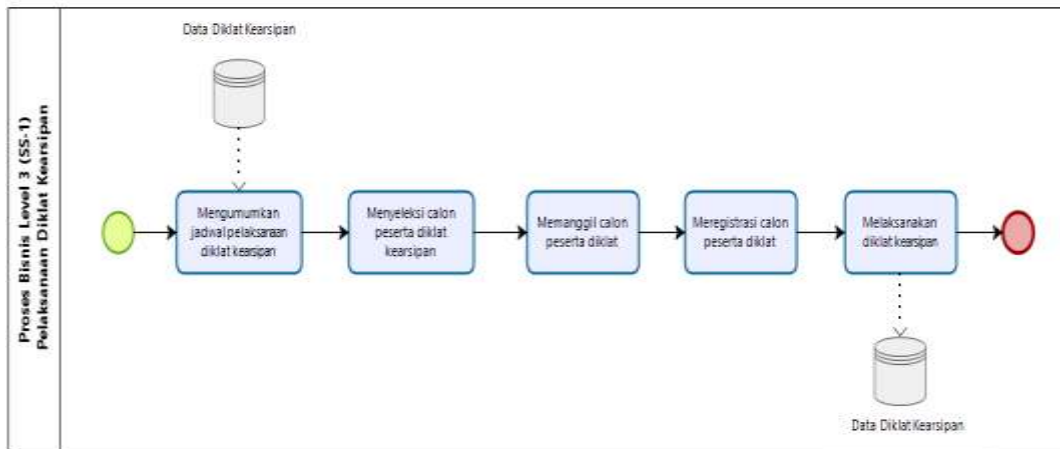 Proses Bisnis Level 3 (SS-1)
Pelaksanaan Diklat Kearsipan
Data Diklat Kearsipan
Mengumumkan
jadwal pelaksanaan
diklat kearsipan
Menyeleksi calon
peserta diklat
kearsipan
Memanggil calon
peserta diklat
Meregistrasi calon
peserta diklat
Melaksanakan
diklat kearsipan
Data Diklat Kearsipan